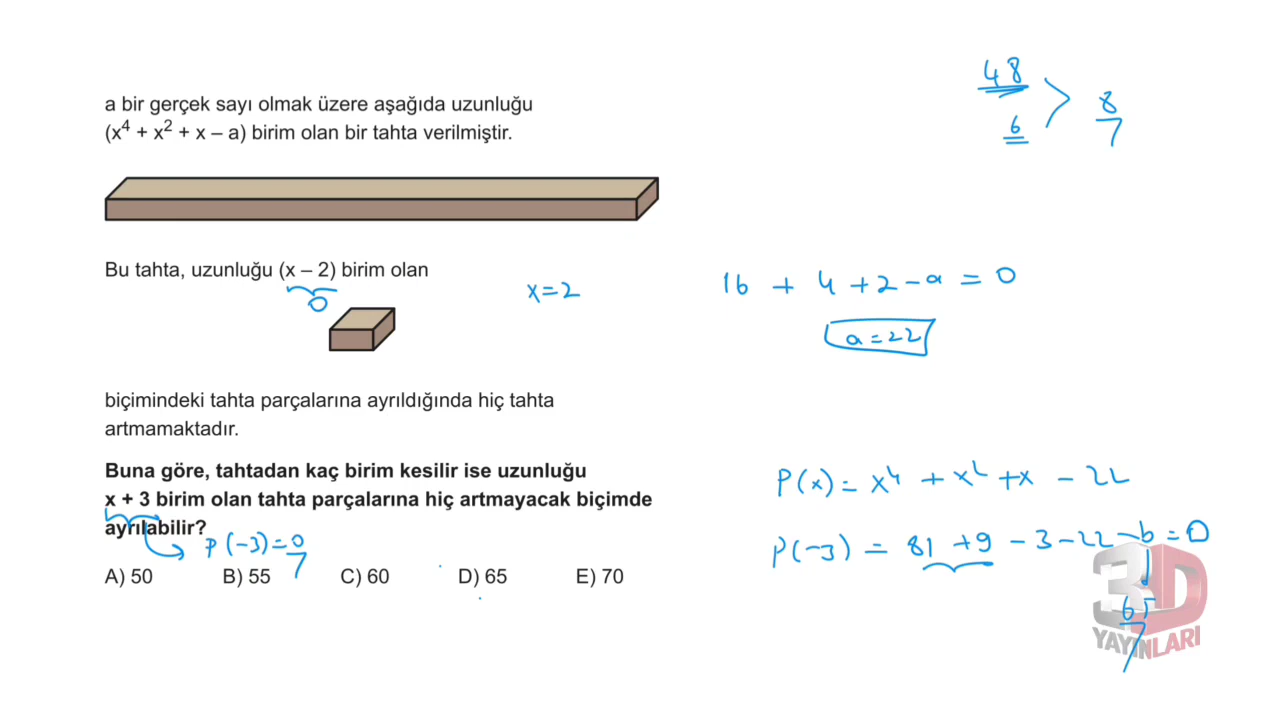 a bir gerçek sayı olmak üzere aşağıda uzunluğu
(x⁴ + x² + x – a) birim olan bir tahta verilmiştir.
48
6
8
Bu tahta, uzunluğu (x – 2) birim olan
0
x=2
16 + 4 + 2 - a = 0
a = 22
biçimindeki tahta parçalarına ayrıldığında hiç tahta
artmamaktadır.
Buna göre, tahtadan kaç birim kesilir ise uzunluğu
x + 3 birim olan tahta parçalarına hiç artmayacak biçimde
ayrılabilir?
P(-3)=0
A) 50 B) 55 C) 60 D) 65 E) 70
P(x) = x⁴ + x² + x - 22
P(-3) = 81 + 9 - 3 - 22 - b = 0
65
3D
YAYINLARI